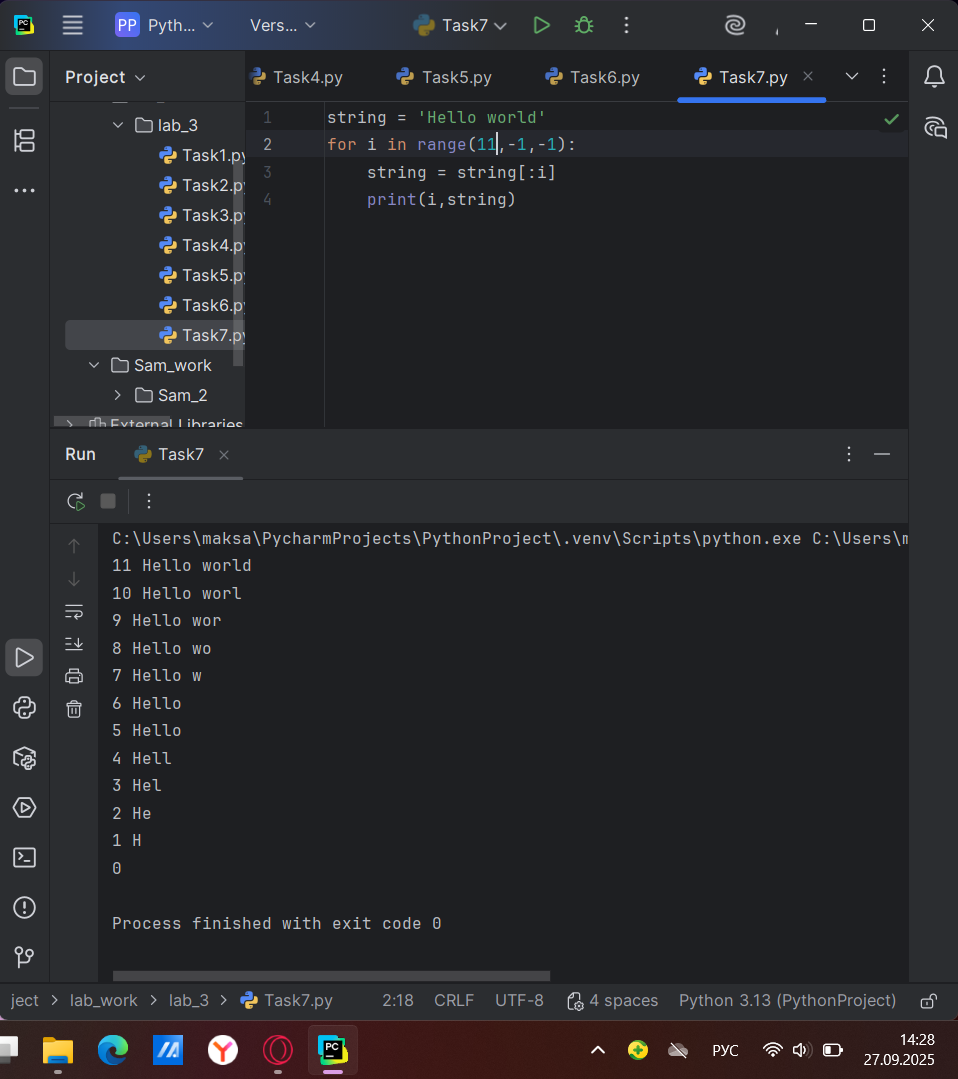 PC
PP Pyth... Vers... Task7
Project
Task4.py Task5.py Task6.py Task7.py
lab_3
Task1.py
Task2.py
Task3.py
Task4.py
Task5.py
Task6.py
Task7.py
Sam_work
Sam_2
External Libraries
1 string = 'Hello world'
2 for i in range(11,-1,-1):
3 string = string[:i]
4 print(i,string)
Run Task7
C:\Users\maksa\PycharmProjects\PythonProject\.venv\Scripts\python.exe C:\Users\
11 Hello world
10 Hello worl
9 Hello wor
8 Hello wo
7 Hello w
6 Hello
5 Hello
4 Hell
3 Hel
2 He
1 H
0
Process finished with exit code 0
ject > lab_work > lab_3 > Task7.py 2:18 CRLF UTF-8 4 spaces Python 3.13 (PythonProject)
PC
РУС
14:28
27.09.2025